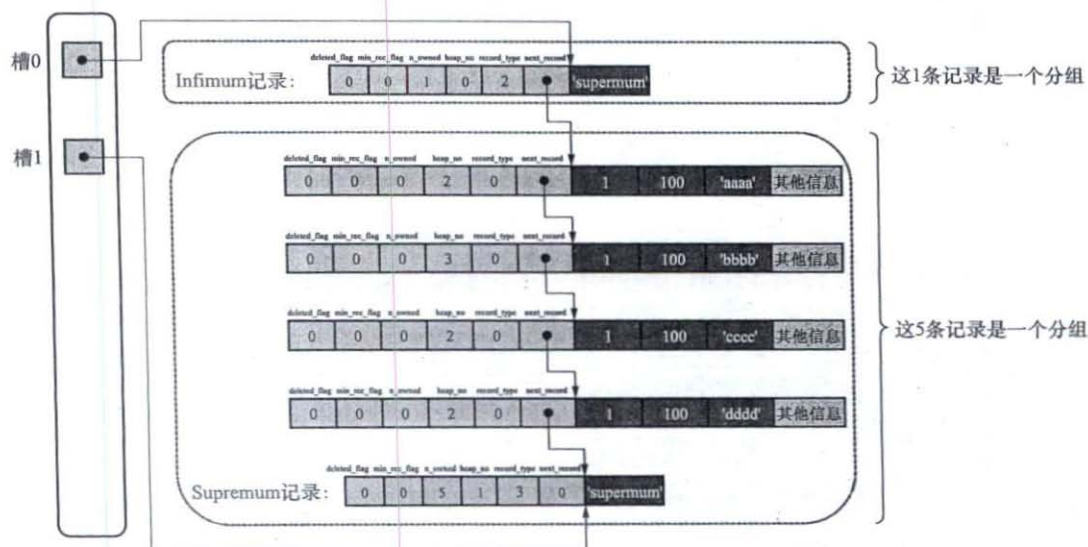 槽0
deleted_flag min_rec_flag n_owned heap_no record_type next_record
Infimum记录: 0 0 1 0 2 'supermum'
这1条记录是一个分组
槽1
deleted_flag min_rec_flag n_owned heap_no record_type next_record
0 0 0 2 0 1 100 'aaaa' 其他信息
deleted_flag min_rec_flag n_owned heap_no record_type next_record
0 0 0 3 0 1 100 'bbbb' 其他信息
deleted_flag min_rec_flag n_owned heap_no record_type next_record
0 0 0 2 0 1 100 'cccc' 其他信息
这5条记录是一个分组
deleted_flag min_rec_flag n_owned heap_no record_type next_record
0 0 0 2 0 1 100 'dddd' 其他信息
deleted_flag min_rec_flag n_owned heap_no record_type next_record
Supremum记录: 0 0 5 1 3 0 'supermum'